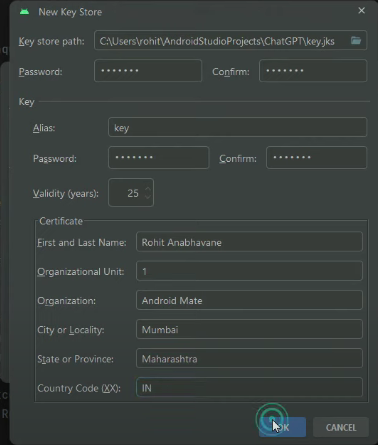 New Key Store
Key store path: C:\Users\rohit\AndroidStudioProjects\ChatGPT\key.jks
Password: ••••••• Confirm: •••••••
Key
Alias: key
Password: ••••••• Confirm: •••••••
Validity (years): 25
Certificate
First and Last Name: Rohit Anabhavane
Organizational Unit: 1
Organization: Android Mate
City or Locality: Mumbai
State or Province: Maharashtra
Country Code (XX): IN
OK CANCEL